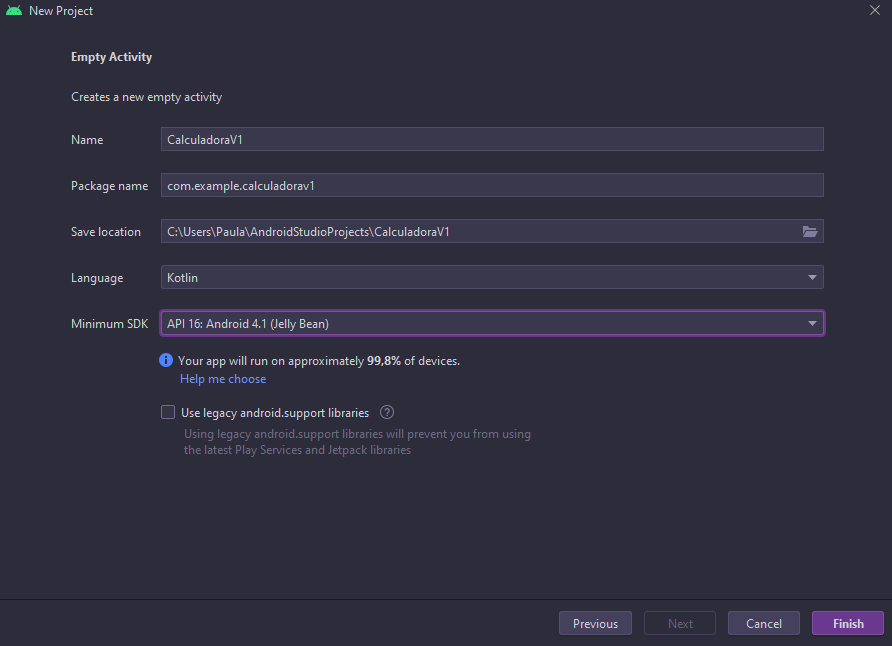 New Project
Empty Activity
Creates a new empty activity
Name CalculadoraV1
Package name com.example.calculadorav1
Save location C:\Users\Paula\AndroidStudioProjects\CalculadoraV1
Language Kotlin
Minimum SDK API 16: Android 4.1 (Jelly Bean)
i Your app will run on approximately 99,8% of devices.
Help me choose
Use legacy android.support libraries ?
Using legacy android.support libraries will prevent you from using
the latest Play Services and Jetpack libraries
Previous Next Cancel Finish